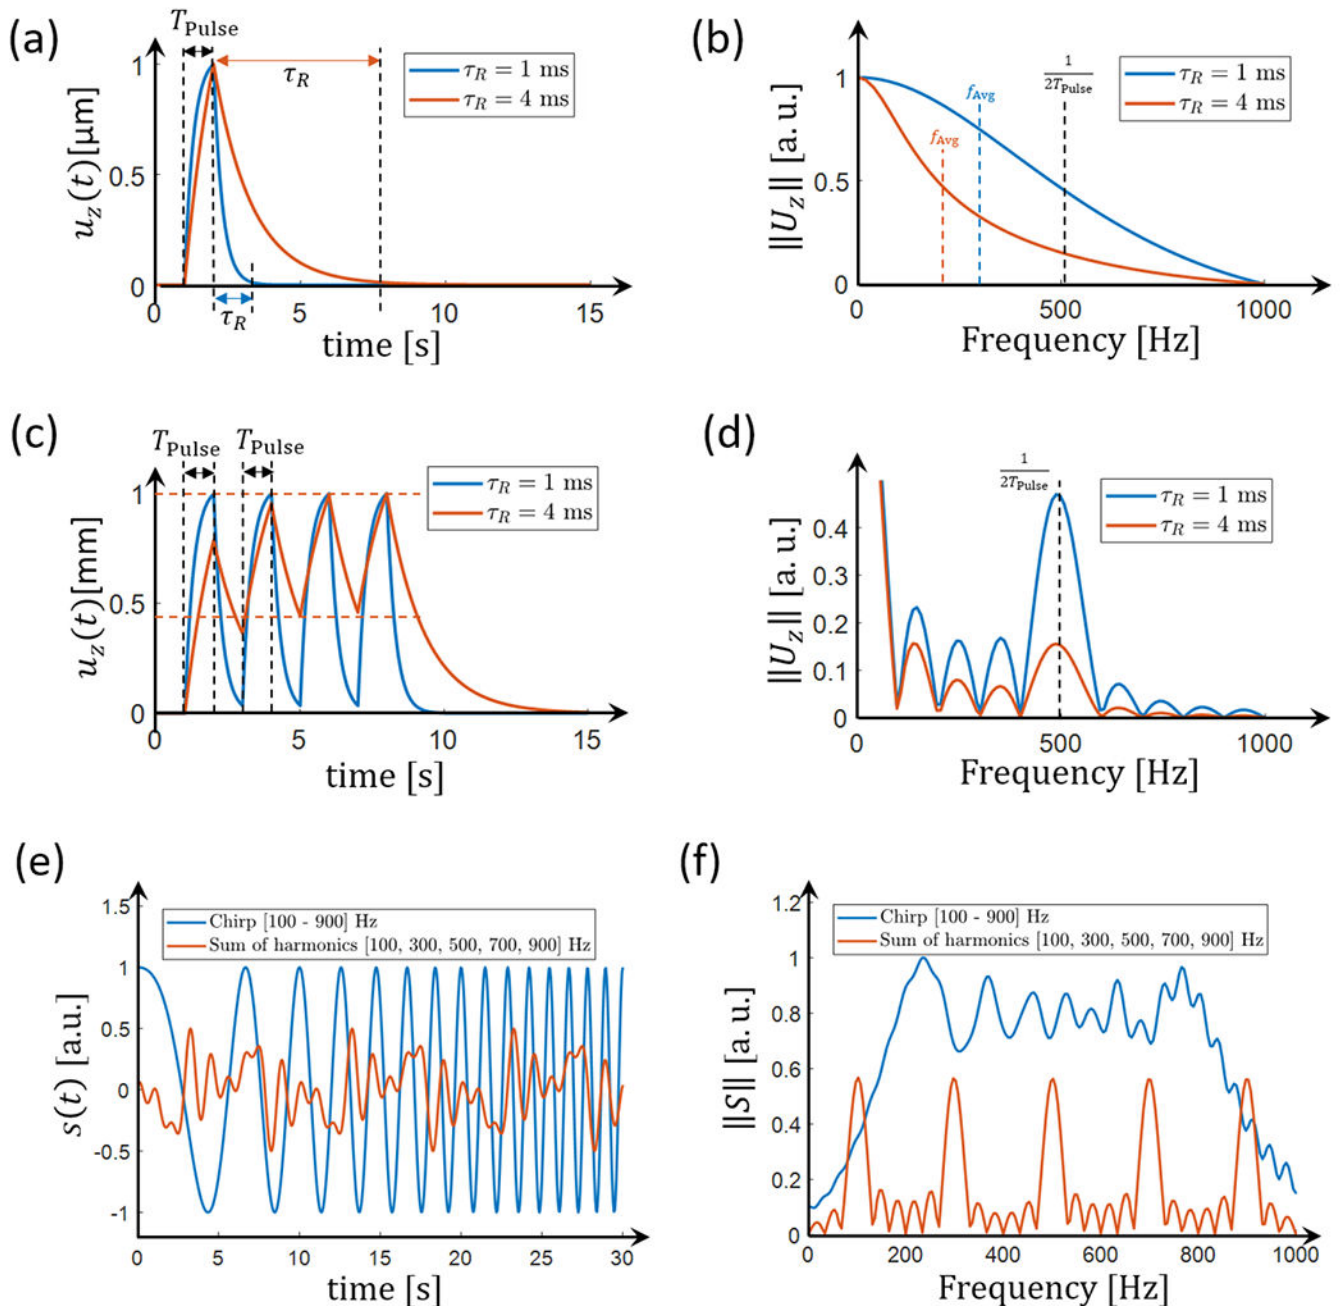 (a)
T_Pulse
τ_R
τ_R = 1 ms
τ_R = 4 ms
u_z(t)[μm]
1
0.5
0
τ_R
0 5 10 15
time [s]
(b)
1/(2T_Pulse)
f_Avg
f_Avg
τ_R = 1 ms
τ_R = 4 ms
||U_z|| [a. u.]
1
0.5
0
0 500 1000
Frequency [Hz]
(c)
T_Pulse T_Pulse
τ_R = 1 ms
τ_R = 4 ms
u_z(t)[mm]
1
0.5
0
0 5 10 15
time [s]
(d)
1/(2T_Pulse)
τ_R = 1 ms
τ_R = 4 ms
||U_z|| [a. u.]
0.4
0.3
0.2
0.1
0
0 500 1000
Frequency [Hz]
(e)
Chirp [100 - 900] Hz
Sum of harmonics [100, 300, 500, 700, 900] Hz
s(t) [a.u.]
1.5
1
0.5
0
-0.5
-1
0 5 10 15 20 25 30
time [s]
(f)
Chirp [100 - 900] Hz
Sum of harmonics [100, 300, 500, 700, 900] Hz
||S|| [a. u.]
1.2
1
0.8
0.6
0.4
0.2
0
0 200 400 600 800 1000
Frequency [Hz]